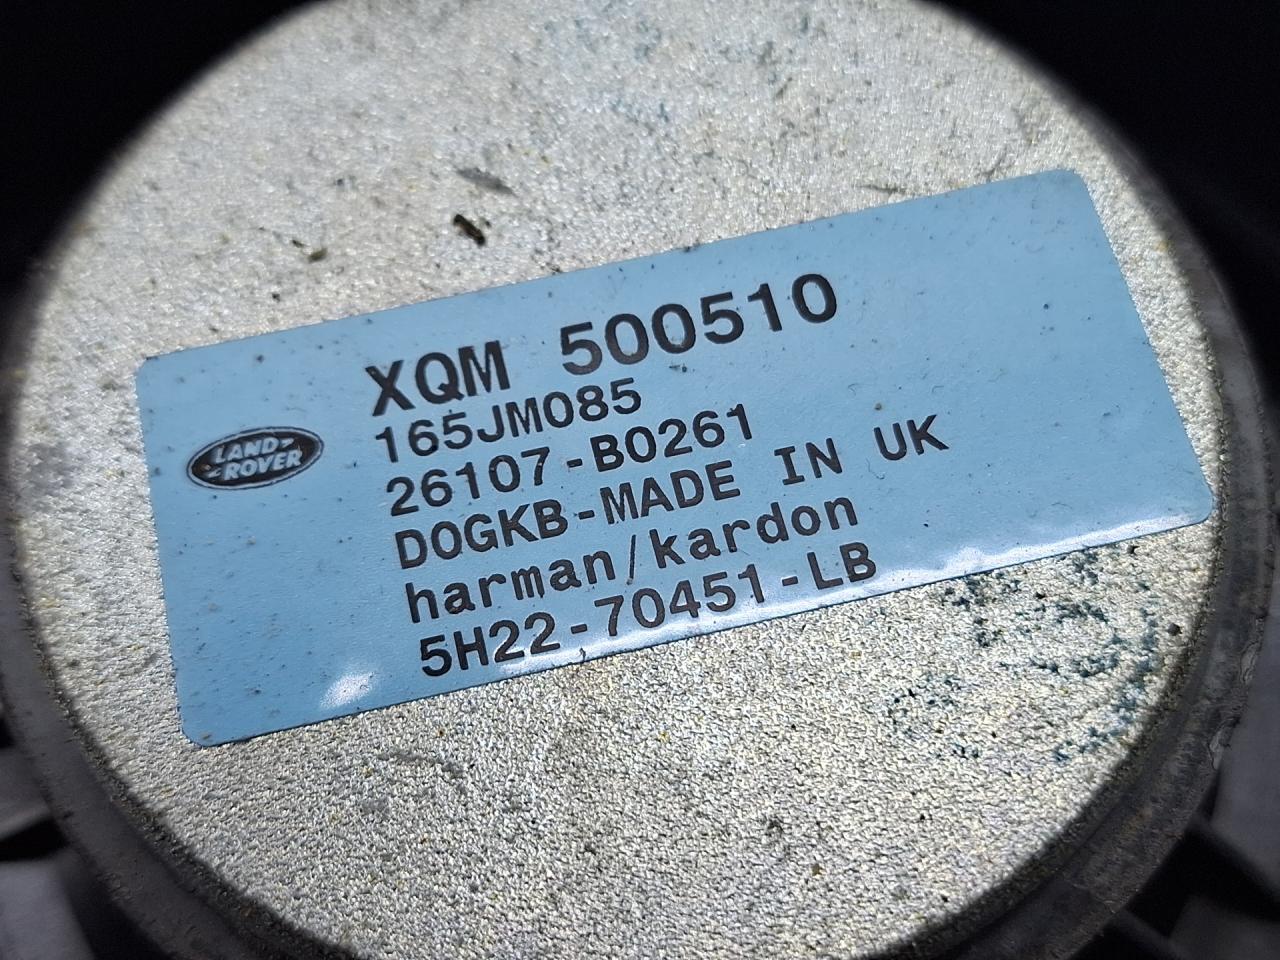 LAND-
ROVER
XQM 500510
165JM085
26107-B0261
DOGKB-MADE IN UK
harman/kardon
5H22-70451-LB